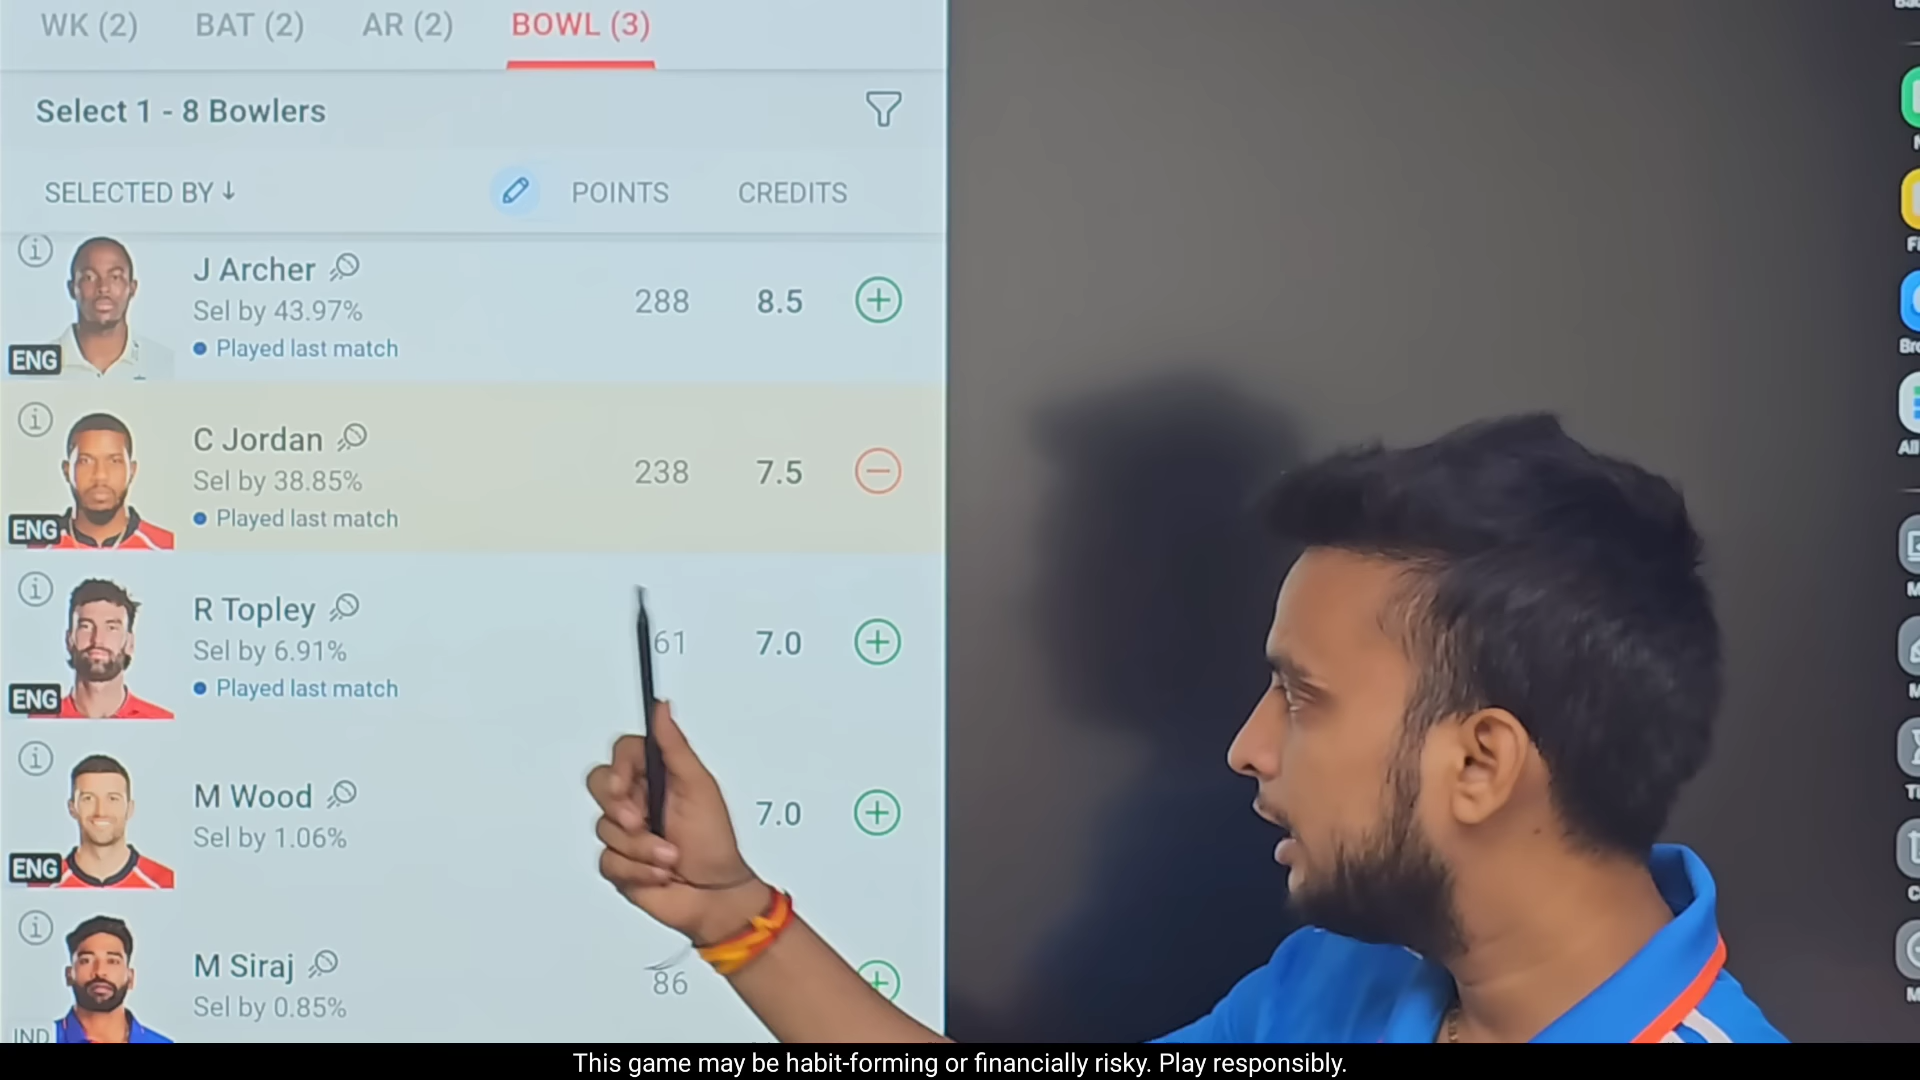 WK (2) BAT (2) AR (2) BOWL (3)
Select 1 - 8 Bowlers
SELECTED BY ↓ POINTS CREDITS
J Archer
Sel by 43.97% 288 8.5
Played last match
ENG
C Jordan
Sel by 38.85% 238 7.5
Played last match
ENG
R Topley
Sel by 6.91% 61 7.0
Played last match
ENG
M Wood
Sel by 1.06% 7.0
ENG
M Siraj
Sel by 0.85% 86
IND
This game may be habit-forming or financially risky. Play responsibly.